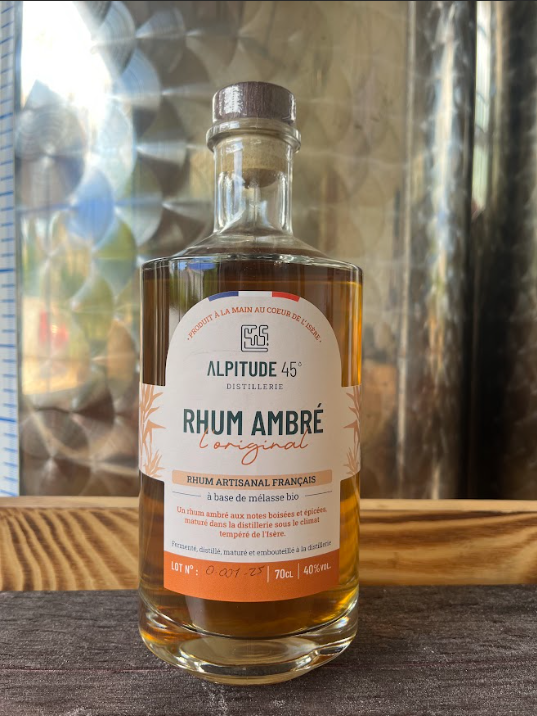 • PRODUIT À LA MAIN AU COEUR DE L'ISÈRE •
45
ALPITUDE 45°
DISTILLERIE
RHUM AMBRÉ
l'original
RHUM ARTISANAL FRANÇAIS
à base de mélasse bio
Un rhum ambré aux notes boisées et épicées,
maturé dans la distillerie sous le climat
tempéré de l'Isère.
Fermenté, distillé, maturé et embouteillé à la distillerie
LOT N° : 0-001-25 | 70CL | 40%VOL.